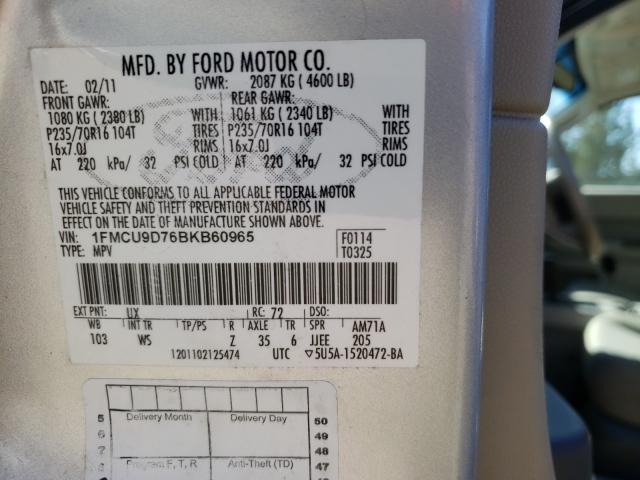 MFD. BY FORD MOTOR CO.
DATE: 02/11 GVWR: 2087 KG ( 4600 LB)
FRONT GAWR: REAR GAWR:
1080 KG ( 2380 LB) WITH 1061 KG ( 2340 LB) WITH
P235/70R16 104T TIRES P235/70R16 104T TIRES
16x7.0J RIMS 16x7.0J RIMS
AT 220 kPa/ 32 PSI COLD AT 220 kPa/ 32 PSI COLD
THIS VEHICLE CONFORMS TO ALL APPLICABLE FEDERAL MOTOR
VEHICLE SAFETY AND THEFT PREVENTION STANDARDS IN
EFFECT ON THE DATE OF MANUFACTURE SHOWN ABOVE.
VIN: 1FMCU9D76BKB60965 F0114
TYPE: MPV T0325
EXT PNT: UX RC: 72 DSO:
WB INT TR TP/PS R AXLE TR SPR AM71A
103 WS Z 35 6 JJEE 205
1201102125474 UTC ▽5U5A-1520472-BA
5 Delivery Month Delivery Day 50
6 49
7 48
Program F, T, R Anti-Theft (TD) 47